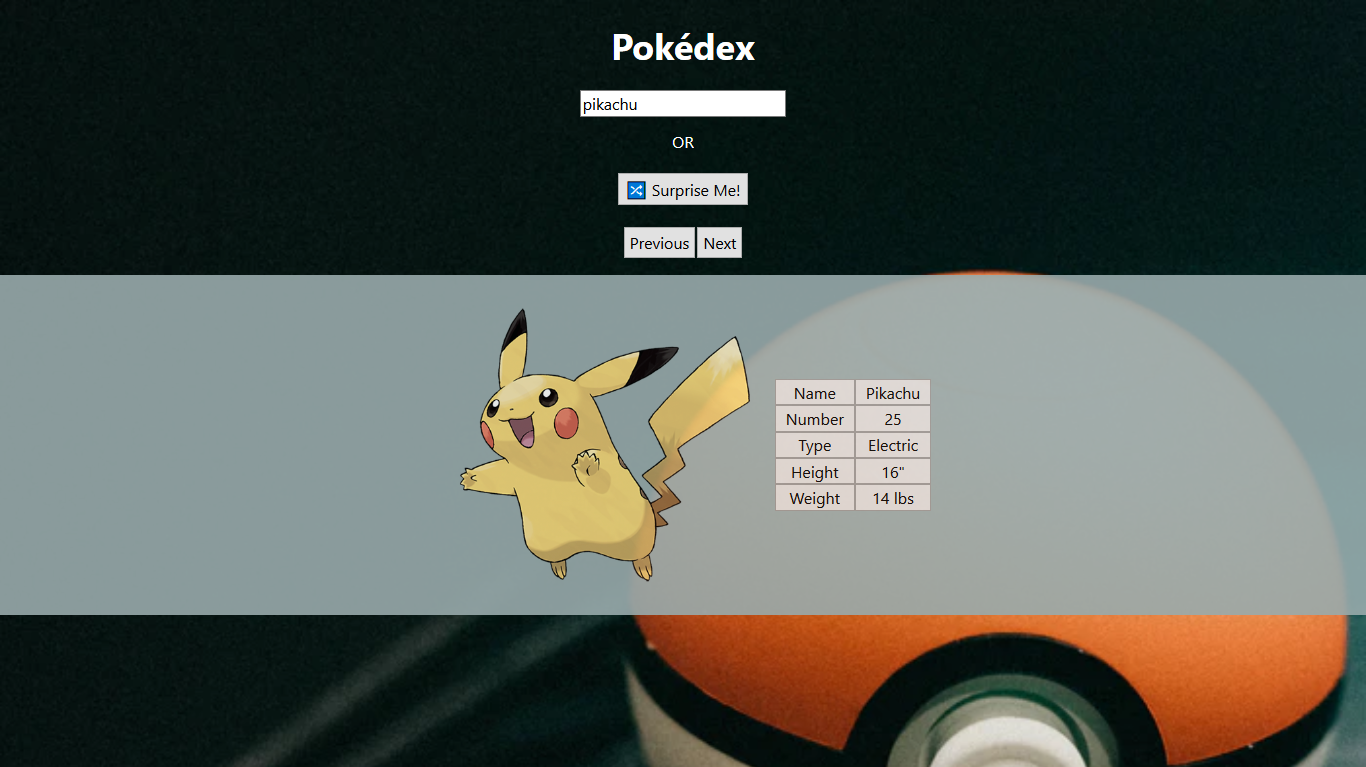 Pokédex
pikachu
OR
🔀 Surprise Me!
Previous Next
Name Pikachu
Number 25
Type Electric
Height 16"
Weight 14 lbs